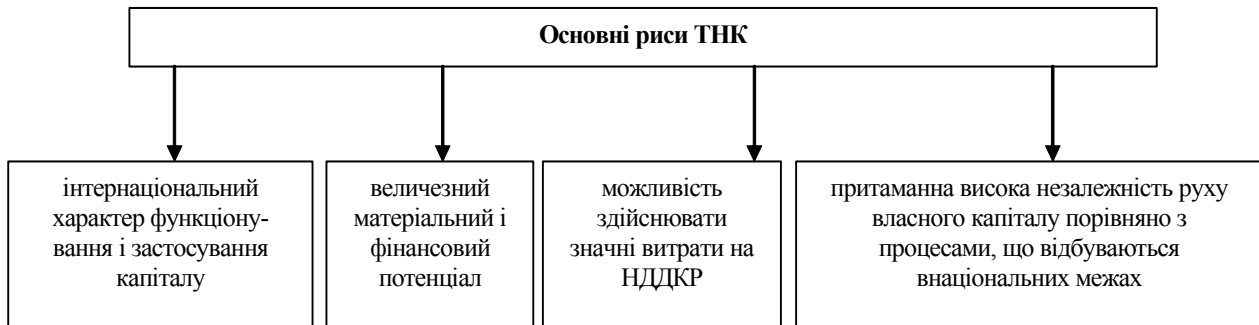 Основні риси ТНК
інтернаціональний
характер функціону-
вання і застосування
капіталу
величезний
матеріальний і
фінансовий
потенціал
можливість
здійснювати
значні витрати на
НДДКР
притаманна висока незалежність руху
власного капіталу порівняно з
процесами, що відбуваються
внаціональних межах